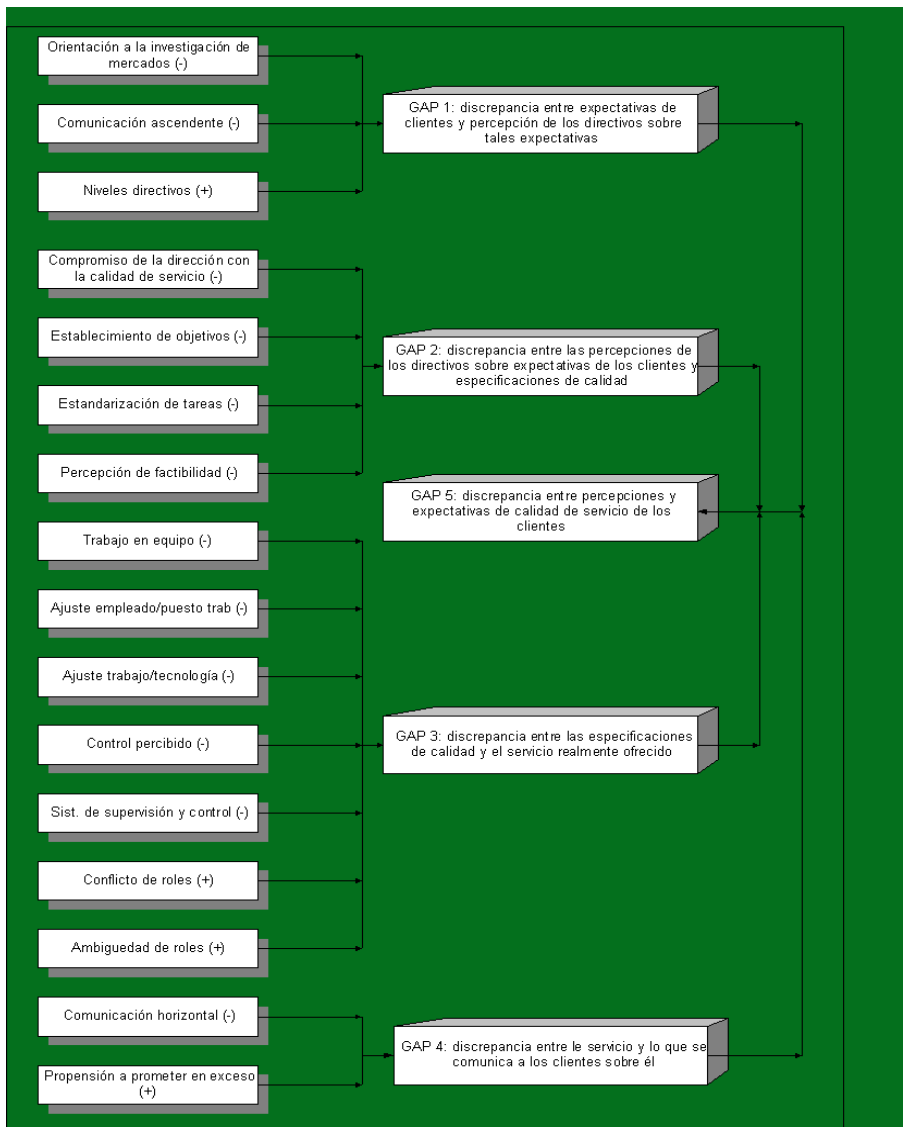 Orientación a la investigación de
mercados (-)
Comunicación ascendente (-)
Niveles directivos (+)
GAP 1: discrepancia entre expectativas de
clientes y percepción de los directivos sobre
tales expectativas
Compromiso de la dirección con
la calidad de servicio (-)
Establecimiento de objetivos (-)
Estandarización de tareas (-)
Percepción de factibilidad (-)
GAP 2: discrepancia entre las percepciones de
los directivos sobre expectativas de los clientes y
especificaciones de calidad
GAP 5: discrepancia entre percepciones y
expectativas de calidad de servicio de los
clientes
Trabajo en equipo (-)
Ajuste empleado/puesto trab (-)
Ajuste trabajo/tecnología (-)
Control percibido (-)
Sist. de supervisión y control (-)
Conflicto de roles (+)
Ambiguedad de roles (+)
GAP 3: discrepancia entre las especificaciones
de calidad y el servicio realmente ofrecido
Comunicación horizontal (-)
Propensión a prometer en exceso
(+)
GAP 4: discrepancia entre le servicio y lo que se
comunica a los clientes sobre él